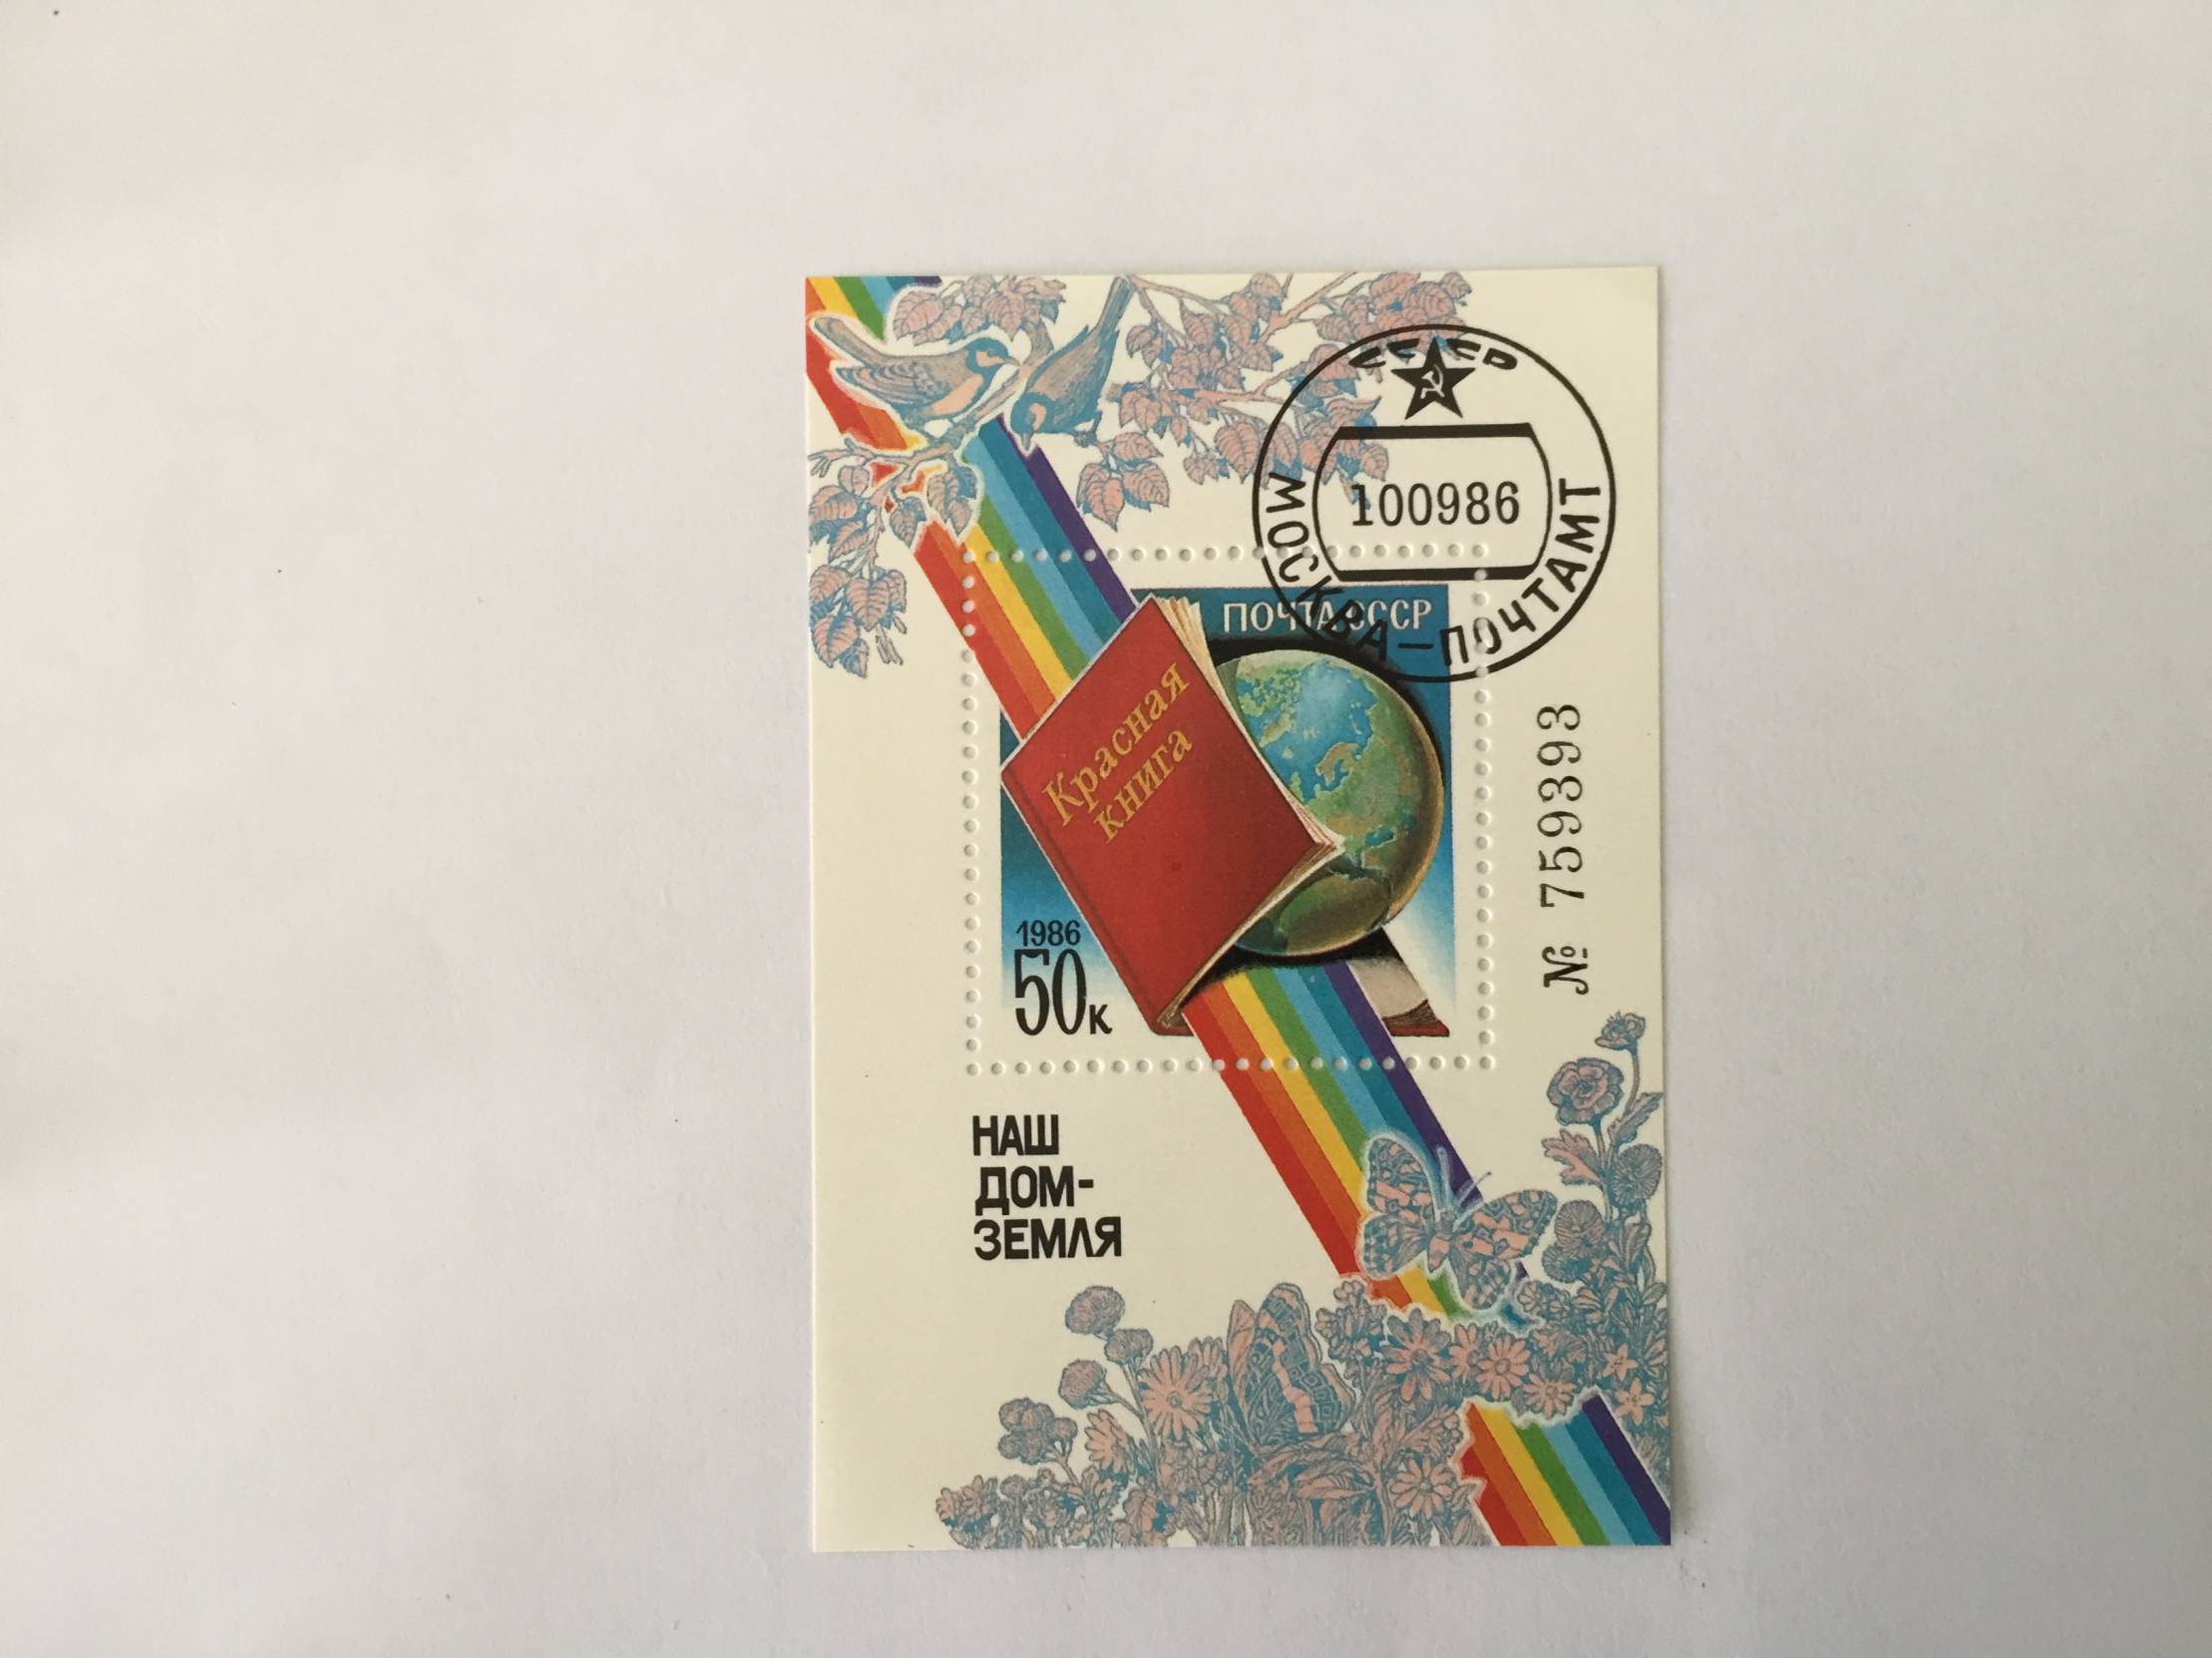 СССР
100986
МОСКВА-ПОЧТАМТ
ПОЧТА СССР
Красная
книга
1986
50к
№ 759393
НАШ
ДОМ-
ЗЕМЛЯ